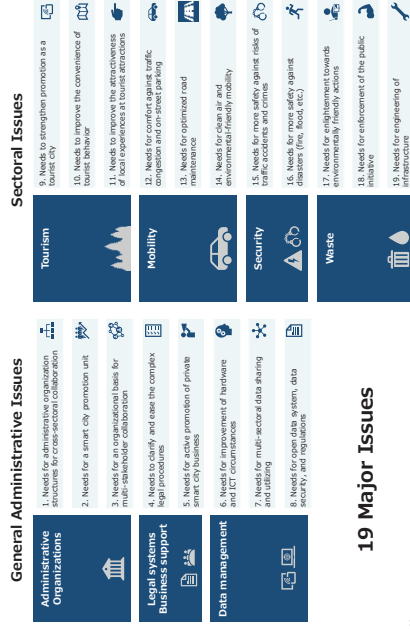 General Administrative Issues
Administrative
Organizations
1. Needs for administrative organization
structures for cross-sectoral collaboration
2. Needs for a smart city promotion unit
3. Needs for an organizational basis for
multi-stakeholder collaboration
Legal systems
Business support
4. Needs to clarify and ease the complex
legal procedures
5. Needs for active promotion of private
smart city business
Data management
6. Needs for improvement of hardware
and ICT circumstances
7. Needs for multi-sectoral data sharing
and utilizing
8. Needs for open data system, data
security, and regulations
19 Major Issues
Sectoral Issues
Tourism
9. Needs to strengthen promotion as a
tourist city
10. Needs to improve the convenience of
tourist behavior
11. Needs to improve the attractiveness
of local experiences at tourist attractions
Mobility
12. Needs for comfort against traffic
congestion and on-street parking
13. Needs for optimized road
maintenance
14. Needs for clean air and
environmental-friendly mobility
Security
15. Needs for more safety against risks of
traffic accidents and crimes
16. Needs for more safety against
disasters (fire, flood, etc.)
Waste
17. Needs for enlightenment towards
environmentally friendly actions
18. Needs for enforcement of the public
initiative
19. Needs for engineering of
infrastructure